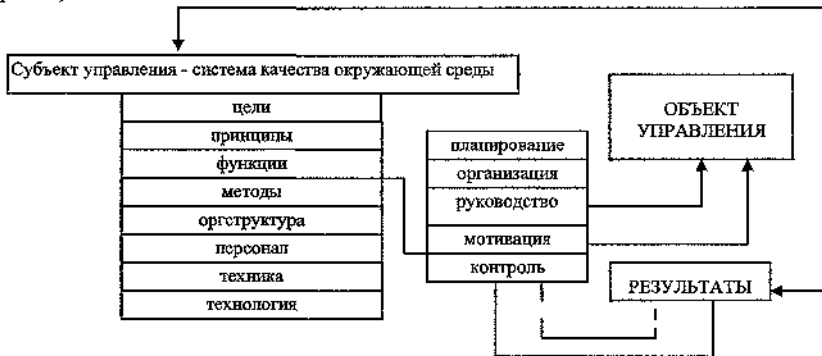 Субъект управления - система качества окружающей среды
цели
принципы
функции
методы
оргструктура
персонал
техника
технология
планирование
организация
руководство
мотивация
контроль
ОБЪЕКТ
УПРАВЛЕНИЯ
РЕЗУЛЬТАТЫ